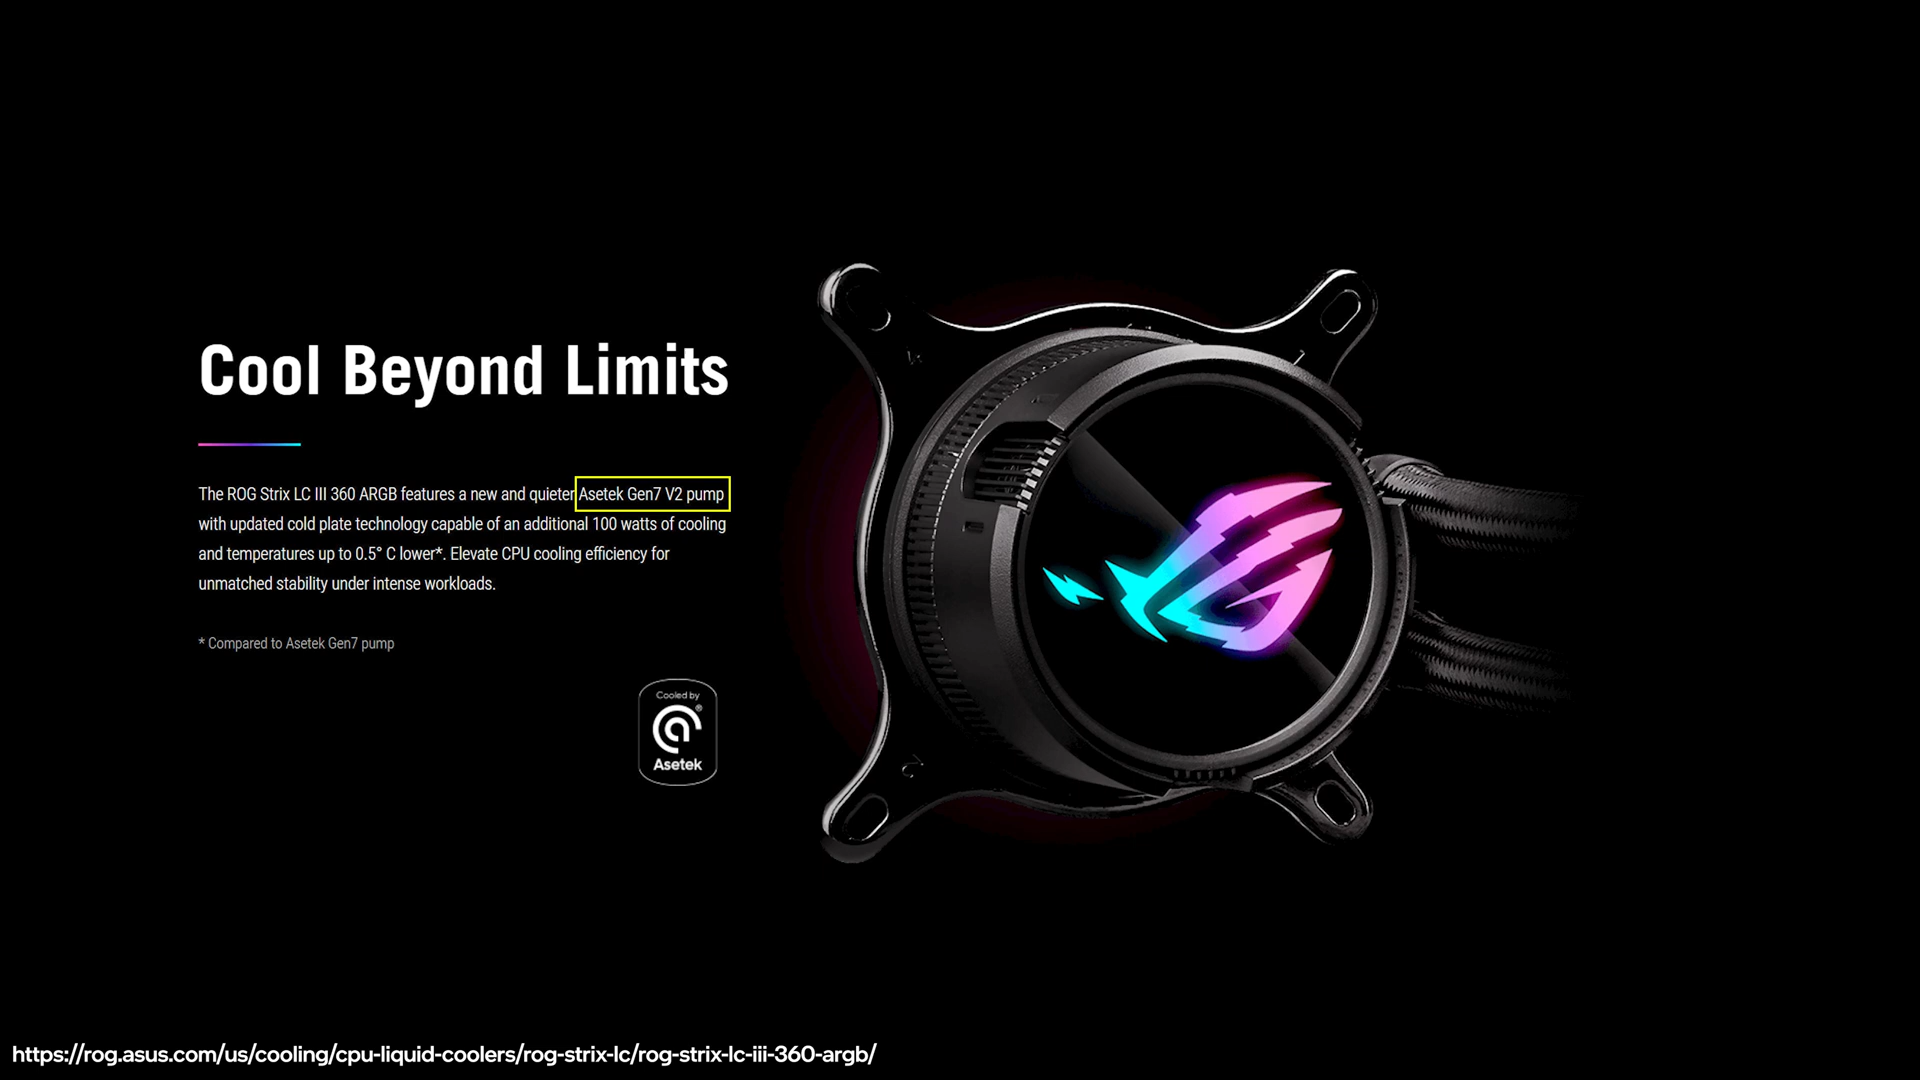 Cool Beyond Limits
The ROG Strix LC III 360 ARGB features a new and quieter Asetek Gen7 V2 pump
with updated cold plate technology capable of an additional 100 watts of cooling
and temperatures up to 0.5° C lower*. Elevate CPU cooling efficiency for
unmatched stability under intense workloads.
* Compared to Asetek Gen7 pump
Cooled by
®
Asetek
https://rog.asus.com/us/cooling/cpu-liquid-coolers/rog-strix-lc/rog-strix-lc-iii-360-argb/